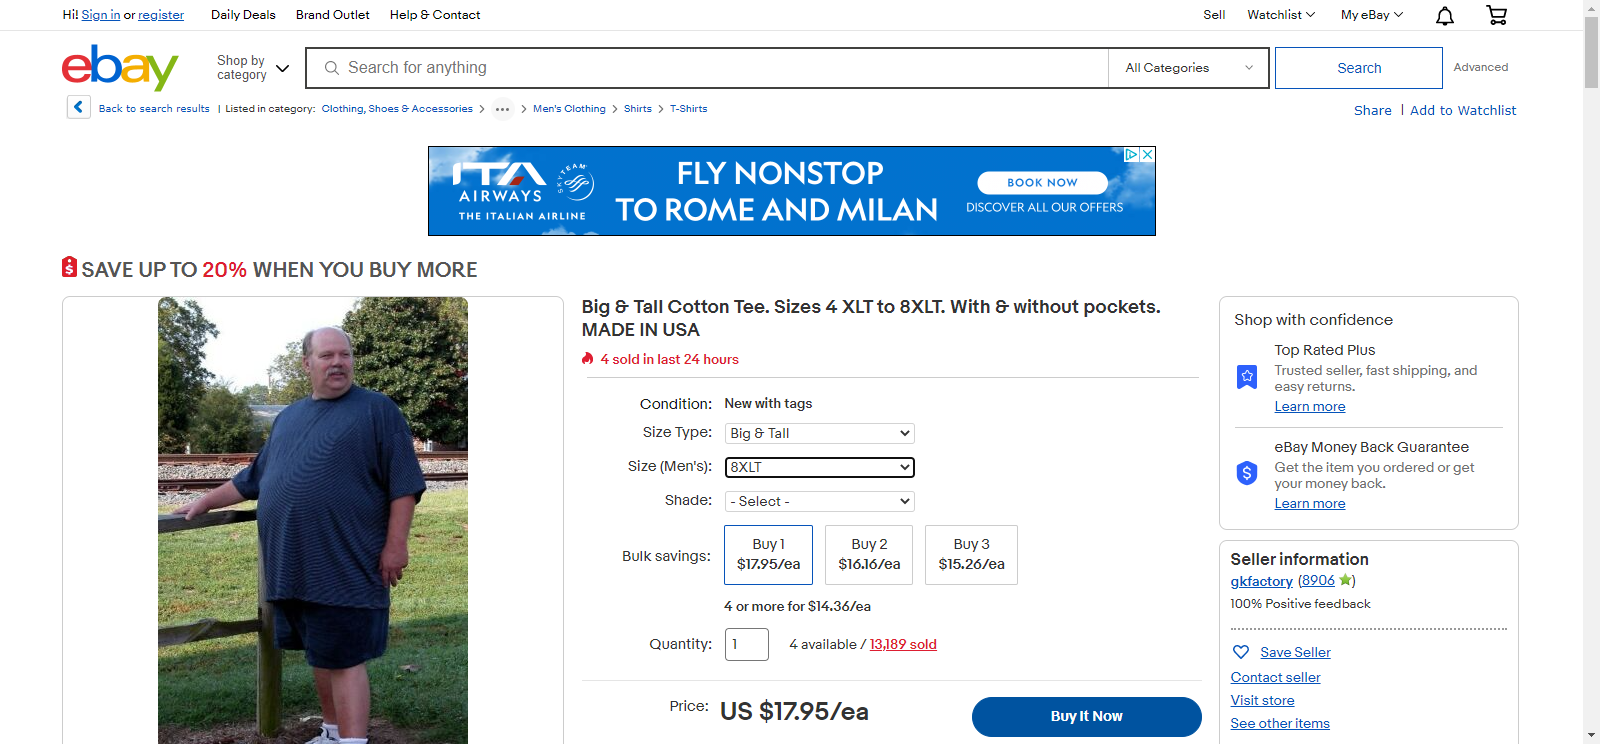 Hi! Sign in or register Daily Deals Brand Outlet Help & Contact Sell Watchlist My eBay
ebay Shop by category Search for anything All Categories Search Advanced
Back to search results | Listed in category: Clothing, Shoes & Accessories > ••• > Men's Clothing > Shirts > T-Shirts Share | Add to Watchlist
ITA AIRWAYS
THE ITALIAN AIRLINE
SKYTEAM
FLY NONSTOP
TO ROME AND MILAN
BOOK NOW
DISCOVER ALL OUR OFFERS
SAVE UP TO 20% WHEN YOU BUY MORE
Big & Tall Cotton Tee. Sizes 4 XLT to 8XLT. With & without pockets.
MADE IN USA
4 sold in last 24 hours
Condition: New with tags
Size Type: Big & Tall
Size (Men's): 8XLT
Shade: - Select -
Bulk savings:
Buy 1
$17.95/ea
Buy 2
$16.16/ea
Buy 3
$15.26/ea
4 or more for $14.36/ea
Quantity: 1 4 available / 13,189 sold
Price: US $17.95/ea Buy It Now
Shop with confidence
Top Rated Plus
Trusted seller, fast shipping, and
easy returns.
Learn more
eBay Money Back Guarantee
Get the item you ordered or get
your money back.
Learn more
Seller information
gkfactory (8906)
100% Positive feedback
Save Seller
Contact seller
Visit store
See other items